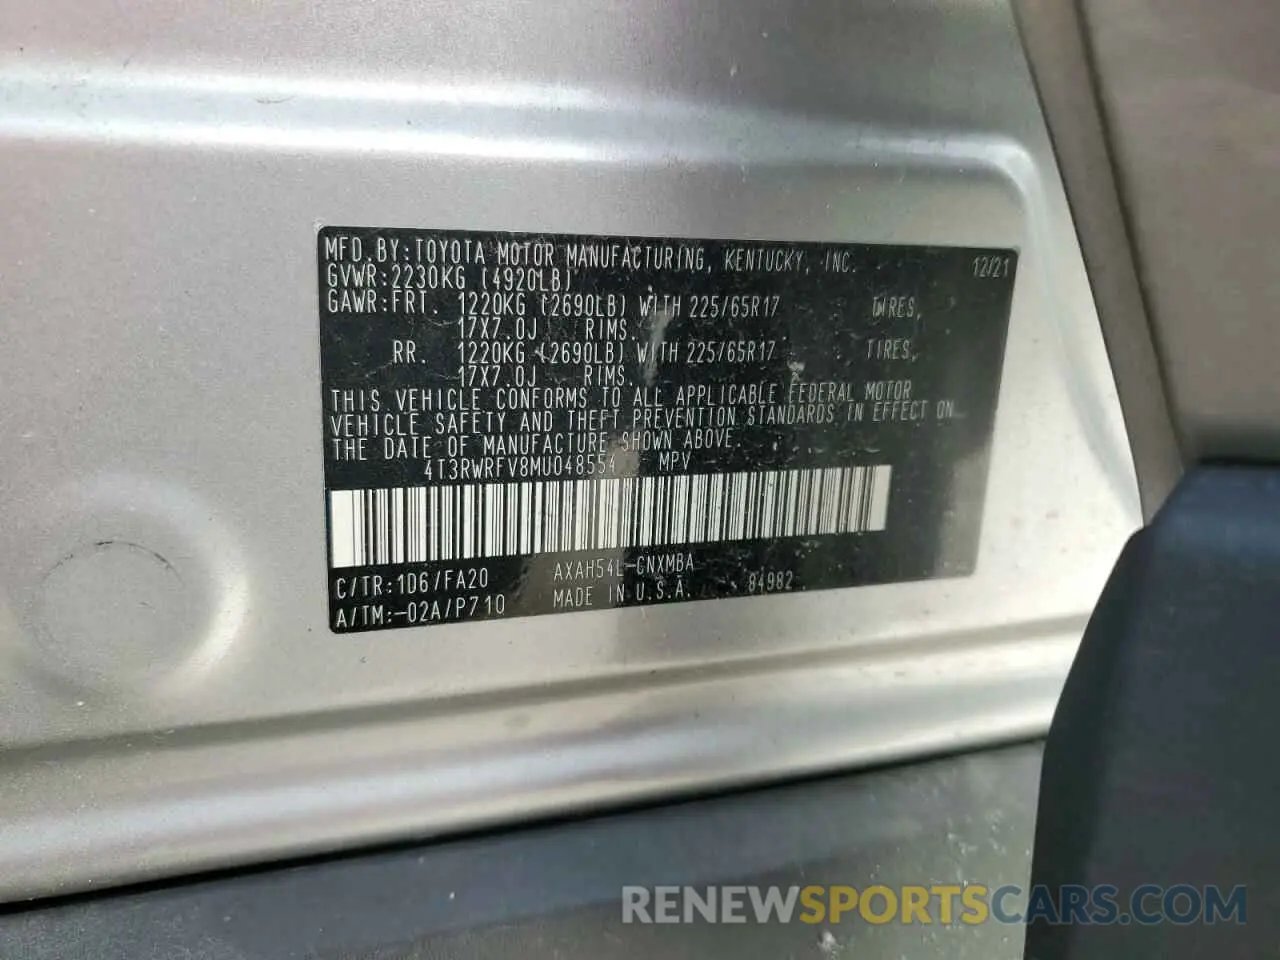 MFD.BY:TOYOTA MOTOR MANUFACTURING, KENTUCKY, INC. 12/21
GVWR:2230KG (4920LB)
GAWR:FRT. 1220KG (2690LB) WITH 225/65R17 TIRES,
17X7.0J RIMS.
RR. 1220KG (2690LB) WITH 225/65R17 TIRES,
17X7.0J RIMS.
THIS VEHICLE CONFORMS TO ALL APPLICABLE FEDERAL MOTOR
VEHICLE SAFETY AND THEFT PREVENTION STANDARDS IN EFFECT ON
THE DATE OF MANUFACTURE SHOWN ABOVE.
4T3RWRFV8MU048554 MPV
C/TR:1D6/FA20 AXAH54L-CNXMBA
A/TM:-02A/P710 MADE IN U.S.A. 84982
RENEWSPORTSCARS.COM